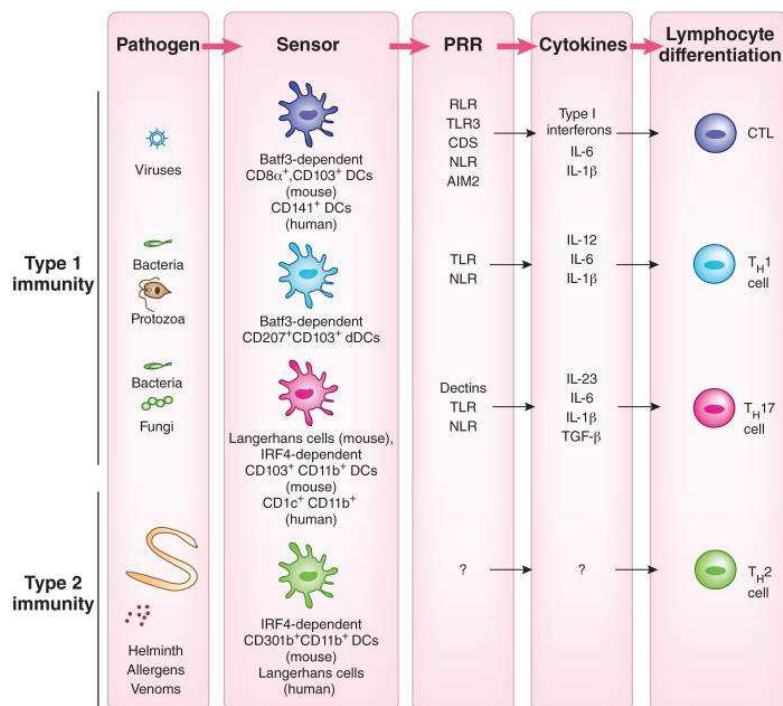 Pathogen
Sensor
PRR
Cytokines
Lymphocyte
differentiation
Type 1
immunity
Viruses
Batf3-dependent
CD8α⁺,CD103⁺ DCs
(mouse)
CD141⁺ DCs
(human)
RLR
TLR3
CDS
NLR
AIM2
Type I
interferons
IL-6
IL-1β
CTL
Bacteria
Protozoa
Batf3-dependent
CD207⁺CD103⁺ dDCs
TLR
NLR
IL-12
IL-6
IL-1β
T_H1
cell
Bacteria
Fungi
Langerhans cells (mouse),
IRF4-dependent
CD103⁺ CD11b⁺ DCs
(mouse)
CD1c⁺ CD11b⁺
(human)
Dectins
TLR
NLR
IL-23
IL-6
IL-1β
TGF-β
T_H17
cell
Type 2
immunity
Helminth
Allergens
Venoms
IRF4-dependent
CD301b⁺CD11b⁺ DCs
(mouse)
Langerhans cells
(human)
?
?
T_H2
cell